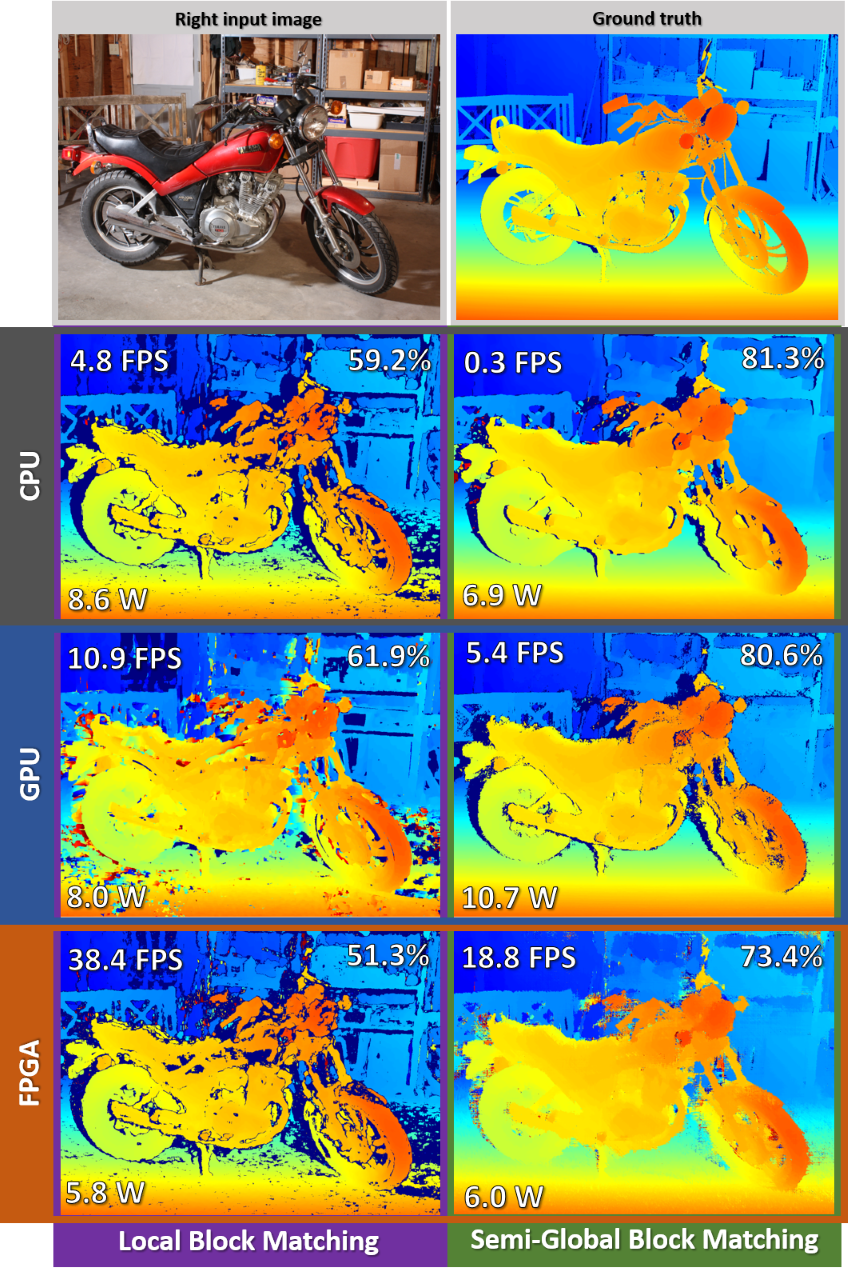 Right input image
Ground truth
CPU
4.8 FPS
59.2%
8.6 W
0.3 FPS
81.3%
6.9 W
GPU
10.9 FPS
61.9%
8.0 W
5.4 FPS
80.6%
10.7 W
FPGA
38.4 FPS
51.3%
5.8 W
18.8 FPS
73.4%
6.0 W
Local Block Matching
Semi-Global Block Matching